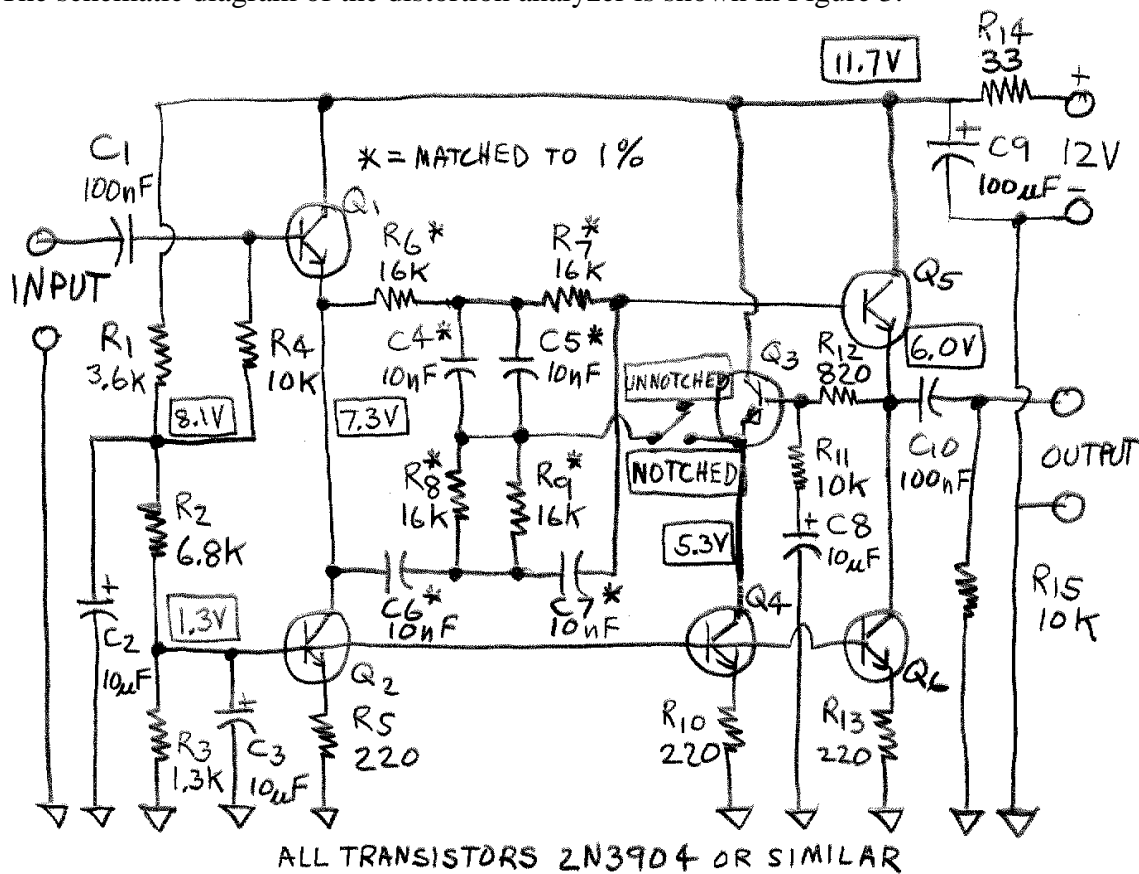 The schematic diagram of the distortion analyzer is shown in Figure 3.
R14
33
11.7V
+
12V
-
+
C9
100µF
* = MATCHED TO 1%
C1
100nF
Q1
INPUT
R6*
16K
R7*
16K
Q5
R1
3.6K
R4
10K
C4*
10nF
C5*
10nF
UNNOTCHED
Q3
R12
820
6.0V
8.1V
7.3V
NOTCHED
R8*
16K
R9*
16K
R11
10K
C10
100nF
OUTPUT
R2
6.8K
5.3V
+
C8
10µF
+
C2
10µF
1.3V
C6*
10nF
C7*
10nF
Q4
R15
10K
Q2
Q6
R3
1.3K
+
C3
10µF
R5
220
R10
220
R13
220
ALL TRANSISTORS 2N3904 OR SIMILAR